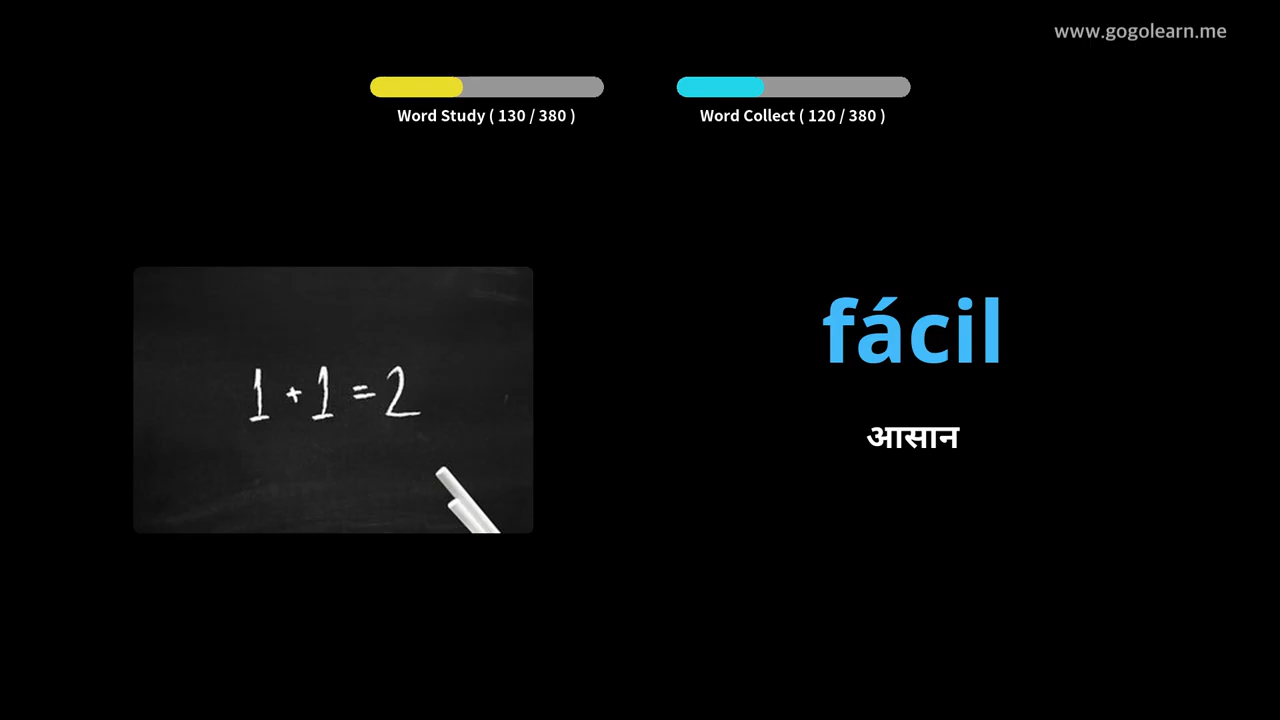 www.gogolearn.me
Word Study ( 130 / 380 )
Word Collect ( 120 / 380 )
1 + 1 = 2
fácil
आसान